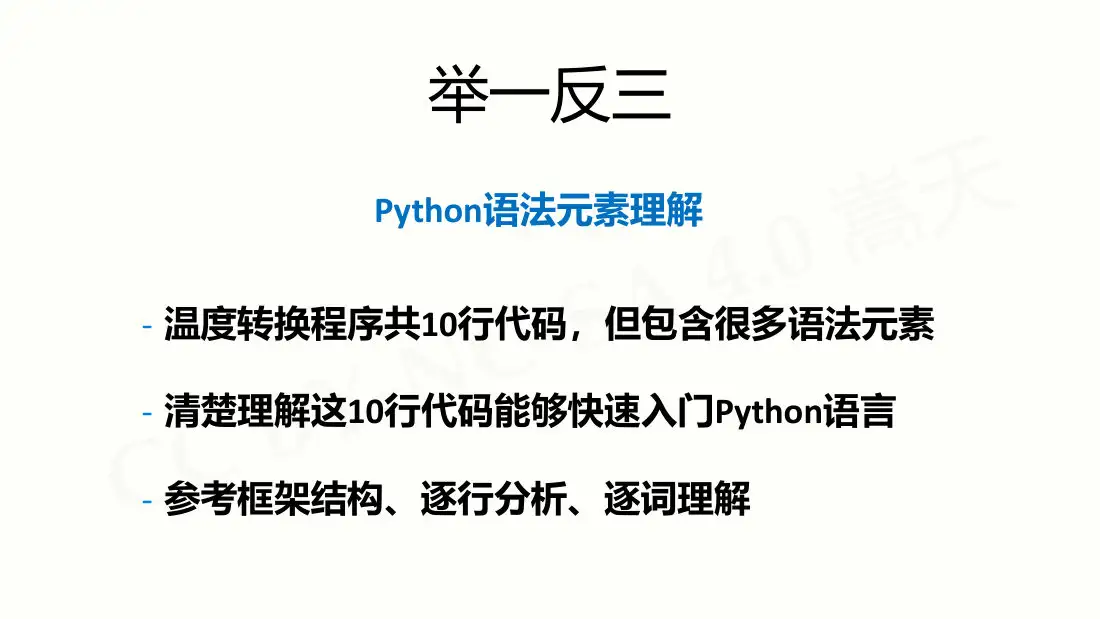 举一反三
Python语法元素理解
- 温度转换程序共10行代码，但包含很多语法元素
- 清楚理解这10行代码能够快速入门Python语言
- 参考框架结构、逐行分析、逐词理解
CC BY NC SA 4.0 嵩天